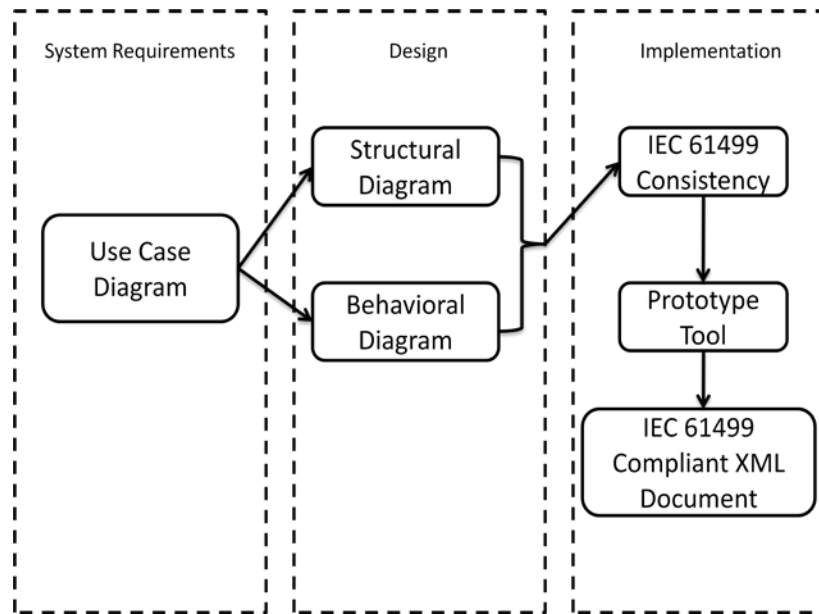 System Requirements
Design
Implementation
Use Case
Diagram
Structural
Diagram
Behavioral
Diagram
IEC 61499
Consistency
Prototype
Tool
IEC 61499
Compliant XML
Document